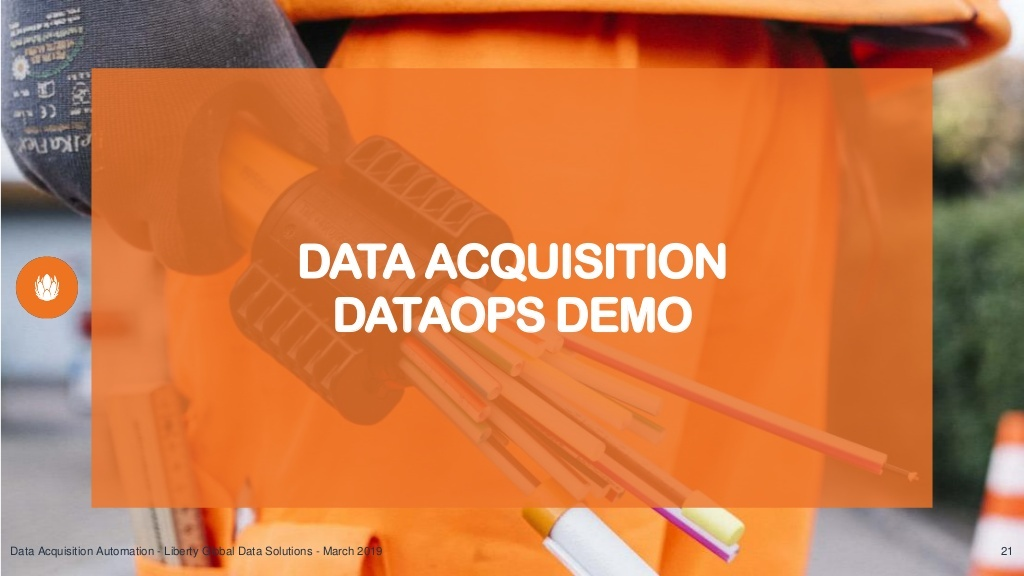 DATA ACQUISITION
DATAOPS DEMO
Data Acquisition Automation - Liberty Global Data Solutions - March 2019
21